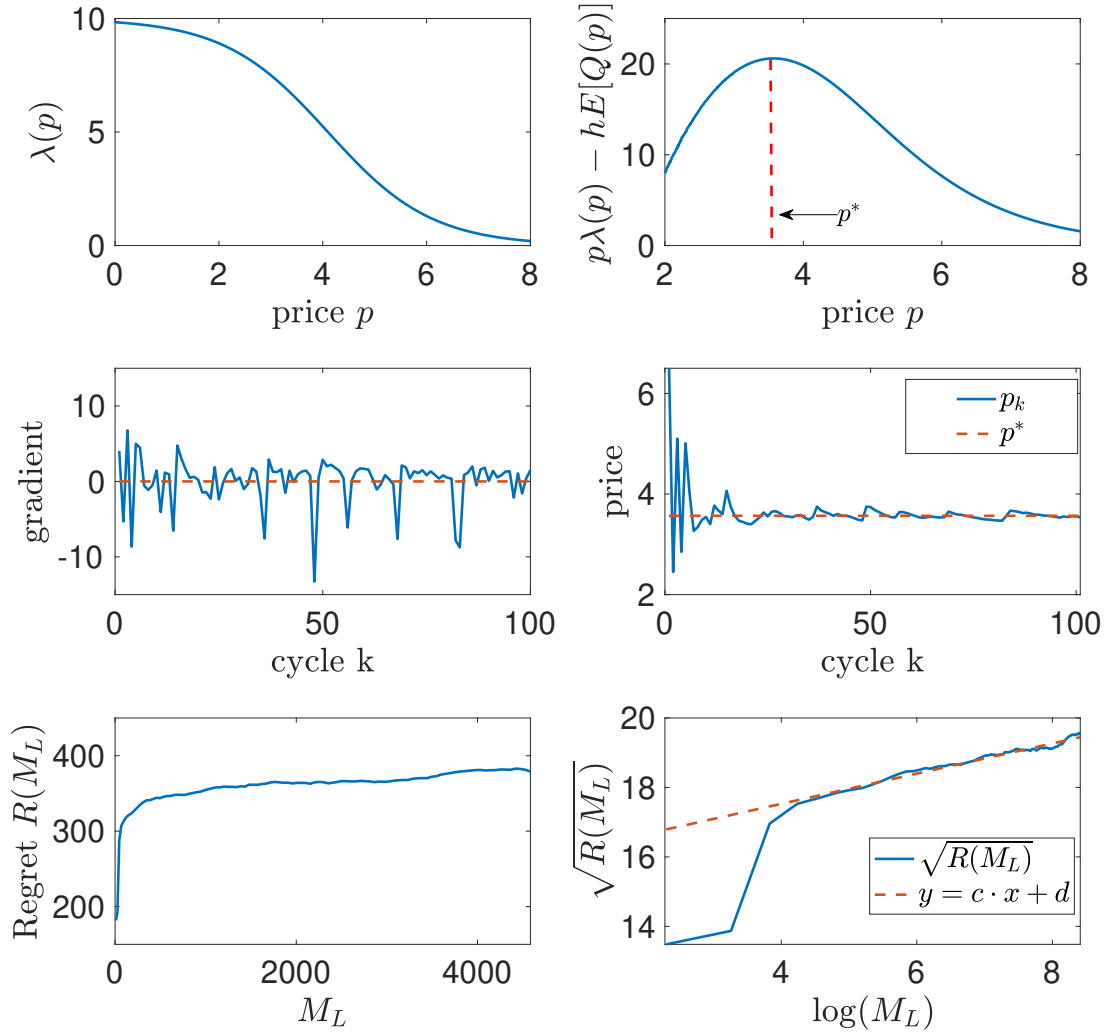 λ(p)
10
5
0
0 2 4 6 8
price p
pλ(p) − hE[Q(p)]
20
10
0
p*
2 4 6 8
price p
gradient
10
0
-10
0 50 100
cycle k
price
6
4
2
p_k
p*
0 50 100
cycle k
Regret R(M_L)
400
300
200
0 2000 4000
M_L
√R(M_L)
20
18
16
14
√R(M_L)
y = c · x + d
4 6 8
log(M_L)